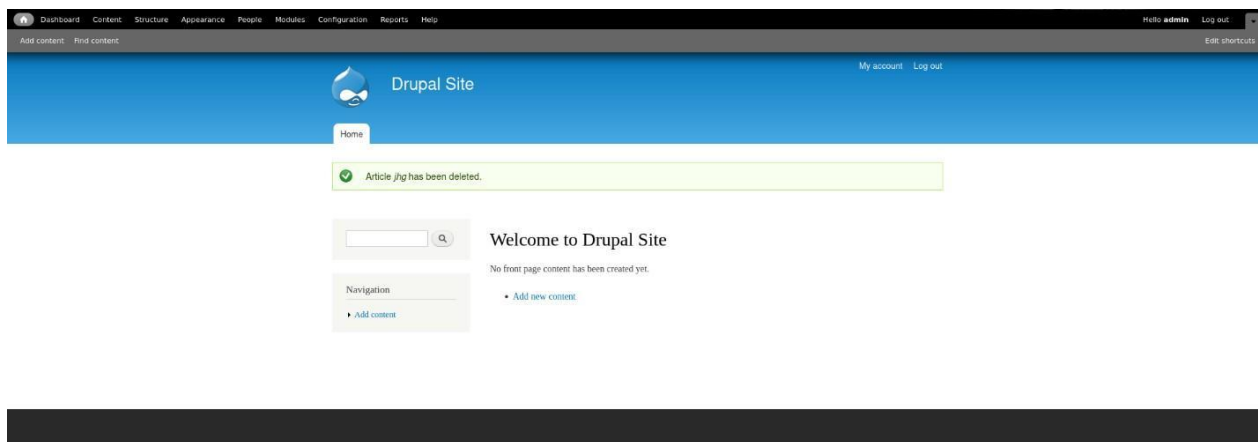 Dashboard Content Structure Appearance People Modules Configuration Reports Help Hello admin Log out
Add content Find content Edit shortcuts
My account Log out
Drupal Site
Home
Article jhg has been deleted.
Welcome to Drupal Site
No front page content has been created yet.
Navigation
• Add new content
Add content